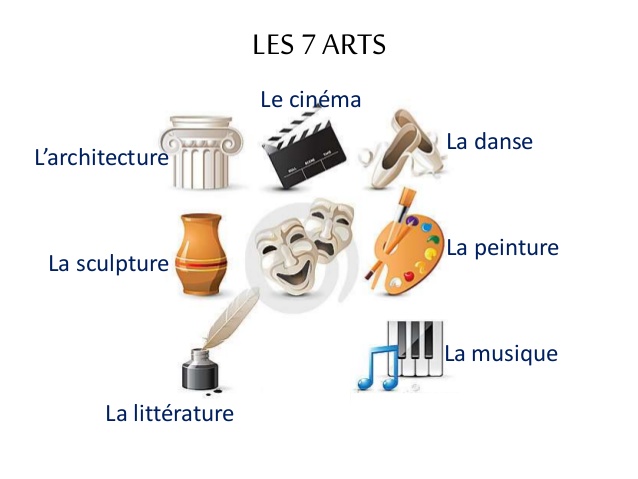 LES 7 ARTS
Le cinéma
L'architecture
La danse
La sculpture
La peinture
La musique
La littérature